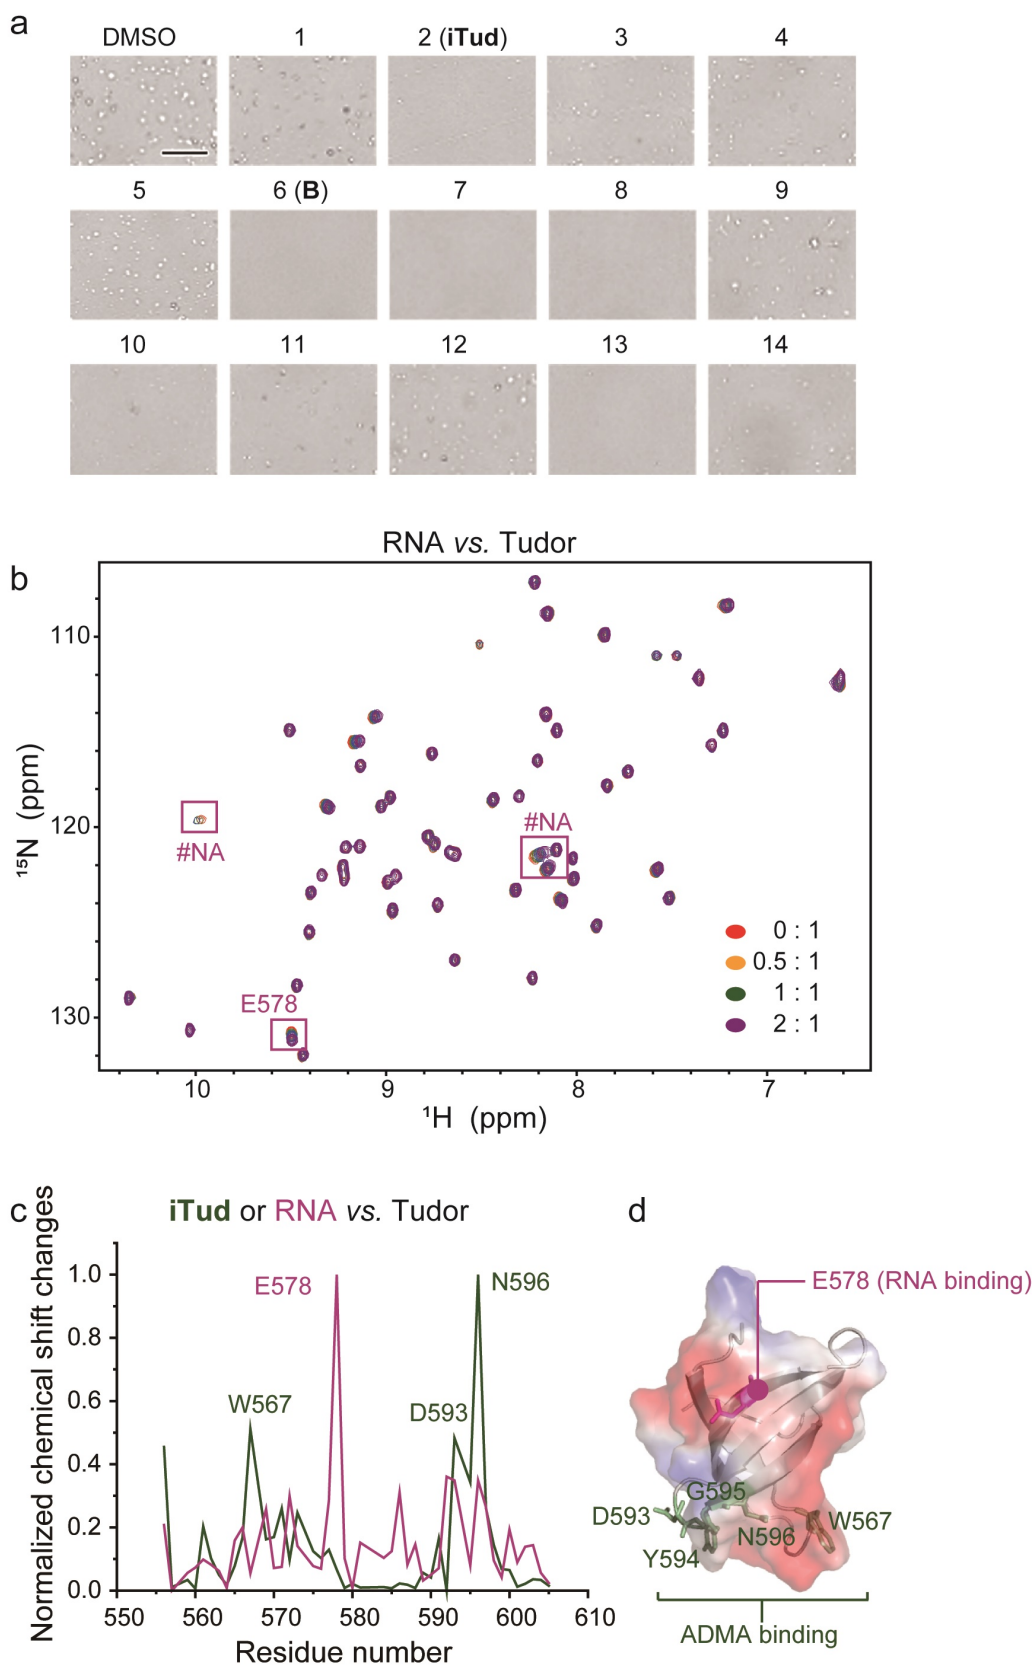 a
DMSO 1 2 (iTud) 3 4
5 6 (B) 7 8 9
10 11 12 13 14
b
RNA vs. Tudor
¹⁵N (ppm)
110
120
130
#NA
#NA
E578
0 : 1
0.5 : 1
1 : 1
2 : 1
10 9 8 7
¹H (ppm)
c
iTud or RNA vs. Tudor
Normalized chemical shift changes
1.0
0.8
0.6
0.4
0.2
0.0
E578
N596
W567
D593
550 560 570 580 590 600 610
Residue number
d
E578 (RNA binding)
G595
D593
N596
W567
Y594
ADMA binding